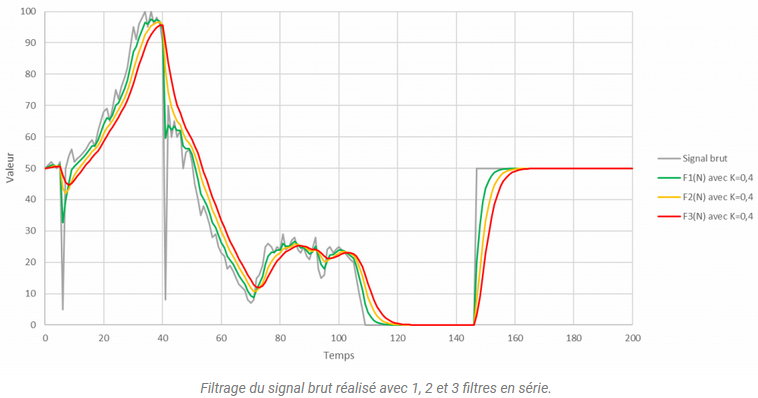 100
90
80
70
60
50
40
30
20
10
0
Valeur
0 20 40 60 80 100 120 140 160 180 200
Temps
Signal brut
F1(N) avec K=0,4
F2(N) avec K=0,4
F3(N) avec K=0,4
Filtrage du signal brut réalisé avec 1, 2 et 3 filtres en série.